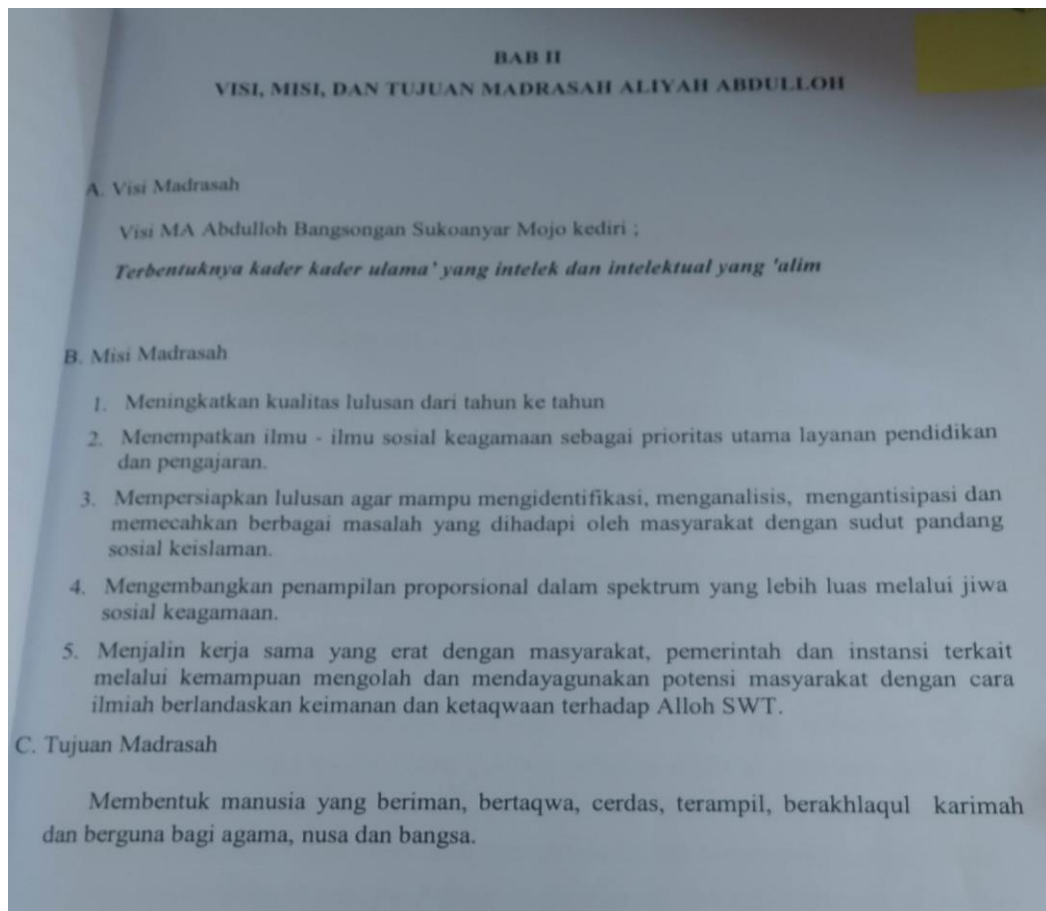 BAB II
VISI, MISI, DAN TUJUAN MADRASAH ALIYAH ABDULLOH
A. Visi Madrasah
Visi MA Abdulloh Bangsongan Sukoanyar Mojo kediri ;
Terbentuknya kader kader ulama' yang intelek dan intelektual yang 'alim
B. Misi Madrasah
1. Meningkatkan kualitas lulusan dari tahun ke tahun
2. Menempatkan ilmu - ilmu sosial keagamaan sebagai prioritas utama layanan pendidikan
dan pengajaran.
3. Mempersiapkan lulusan agar mampu mengidentifikasi, menganalisis, mengantisipasi dan
memecahkan berbagai masalah yang dihadapi oleh masyarakat dengan sudut pandang
sosial keislaman.
4. Mengembangkan penampilan proporsional dalam spektrum yang lebih luas melalui jiwa
sosial keagamaan.
5. Menjalin kerja sama yang erat dengan masyarakat, pemerintah dan instansi terkait
melalui kemampuan mengolah dan mendayagunakan potensi masyarakat dengan cara
ilmiah berlandaskan keimanan dan ketaqwaan terhadap Alloh SWT.
C. Tujuan Madrasah
Membentuk manusia yang beriman, bertaqwa, cerdas, terampil, berakhlaqul karimah
dan berguna bagi agama, nusa dan bangsa.